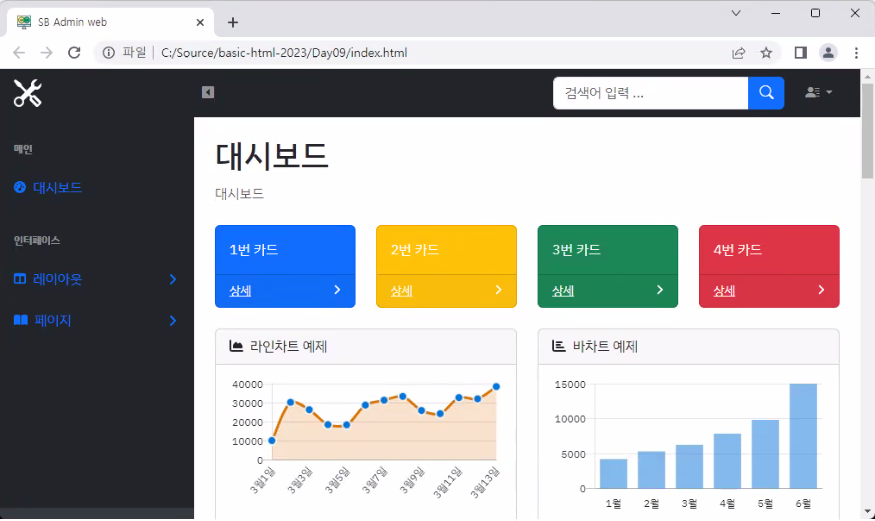 SB Admin web
파일 C:/Source/basic-html-2023/Day09/index.html
검색어 입력 ...
메인
대시보드
인터페이스
레이아웃
페이지
대시보드
대시보드
1번 카드
상세
2번 카드
상세
3번 카드
상세
4번 카드
상세
라인차트 예제
40000
30000
20000
10000
0
3월1일
3월3일
3월5일
3월7일
3월9일
3월11일
3월13일
바차트 예제
15000
10000
5000
0
1월
2월
3월
4월
5월
6월